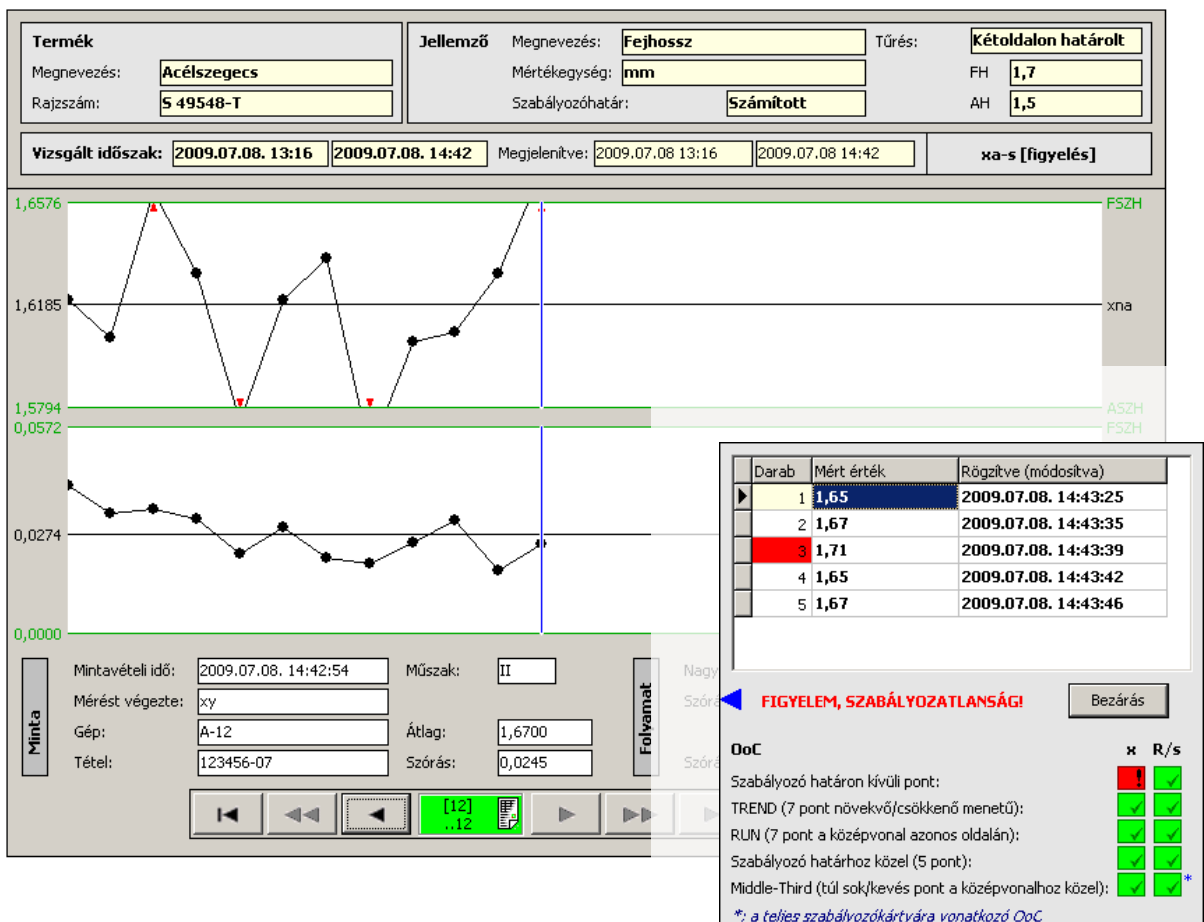 Termék
Megnevezés: Acélszegecs
Rajzszám: S 49548-T
Jellemző Megnevezés: Fejhossz Tűrés: Kétoldalon határolt
Mértékegység: mm FH 1,7
Szabályozóhatár: Számított AH 1,5
Vizsgált időszak: 2009.07.08. 13:16 2009.07.08. 14:42 Megjelenítve: 2009.07.08 13:16 2009.07.08 14:42 xa-s [figyelés]
1,6576 FSZH
1,6185 xna
1,5794 ASZH
0,0572 FSZH
0,0274
0,0000
Darab Mért érték Rögzítve (módosítva)
1 1,65 2009.07.08. 14:43:25
2 1,67 2009.07.08. 14:43:35
3 1,71 2009.07.08. 14:43:39
4 1,65 2009.07.08. 14:43:42
5 1,67 2009.07.08. 14:43:46
Minta
Mintavételi idő: 2009.07.08. 14:42:54 Műszak: II
Mérést végezte: xy
Gép: A-12 Átlag: 1,6700
Tétel: 123456-07 Szórás: 0,0245
Folyamat
Nagy
Szórá
Szórá
[12]
..12
FIGYELEM, SZABÁLYOZATLANSÁG! Bezárás
OoC x R/s
Szabályozó határon kívüli pont: !
TREND (7 pont növekvő/csökkenő menetű):
RUN (7 pont a középvonal azonos oldalán):
Szabályozó határhoz közel (5 pont):
Middle-Third (túl sok/kevés pont a középvonalhoz közel): *
*: a teljes szabályozókártyára vonatkozó OoC